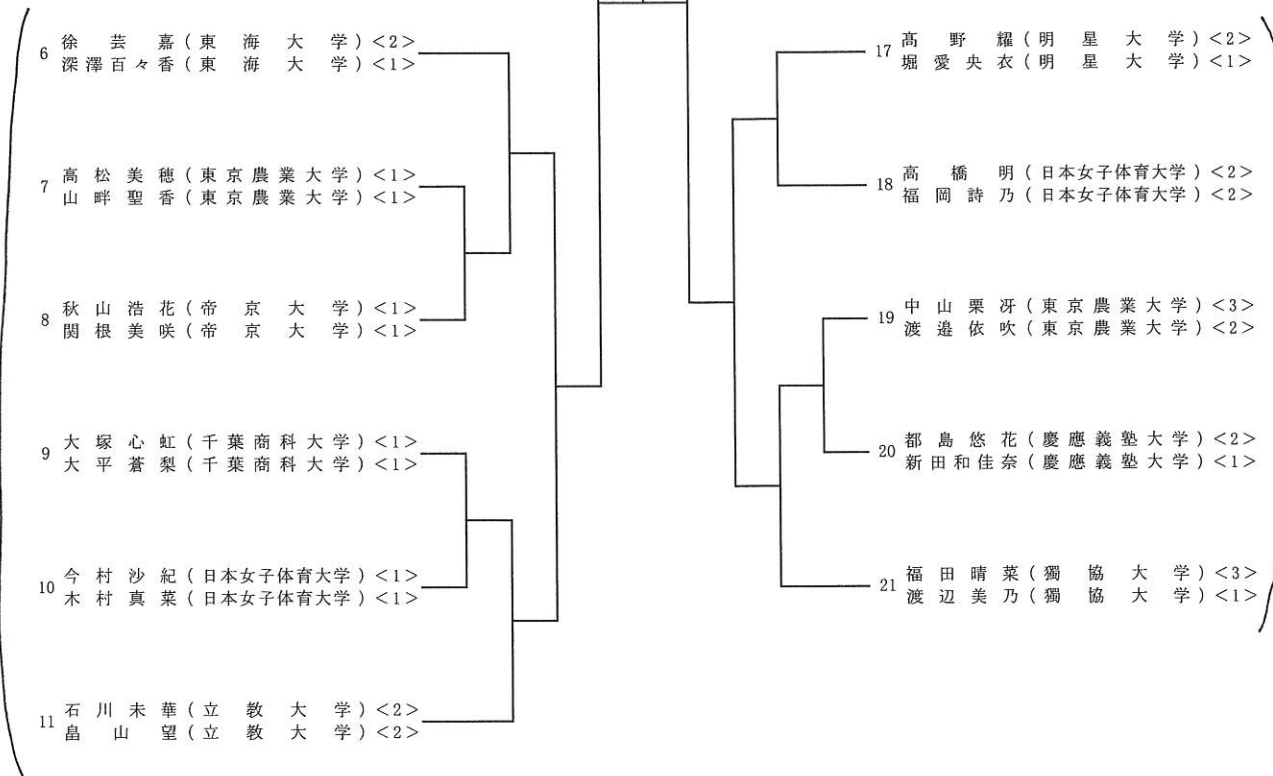 6
徐芸嘉(東海大学)<2>
深澤百々香(東海大学)<1>
7
高松美穂(東京農業大学)<1>
山畔聖香(東京農業大学)<1>
8
秋山浩花(帝京大学)<1>
関根美咲(帝京大学)<1>
9
大塚心虹(千葉商科大学)<1>
大平蒼梨(千葉商科大学)<1>
10
今村沙紀(日本女子体育大学)<1>
木村真菜(日本女子体育大学)<1>
11
石川未華(立教大学)<2>
畠山望(立教大学)<2>
17
髙野耀(明星大学)<2>
堀愛央衣(明星大学)<1>
18
高橋明(日本女子体育大学)<2>
福岡詩乃(日本女子体育大学)<2>
19
中山栗冴(東京農業大学)<3>
渡邉依吹(東京農業大学)<2>
20
都島悠花(慶應義塾大学)<2>
新田和佳奈(慶應義塾大学)<1>
21
福田晴菜(獨協大学)<3>
渡辺美乃(獨協大学)<1>